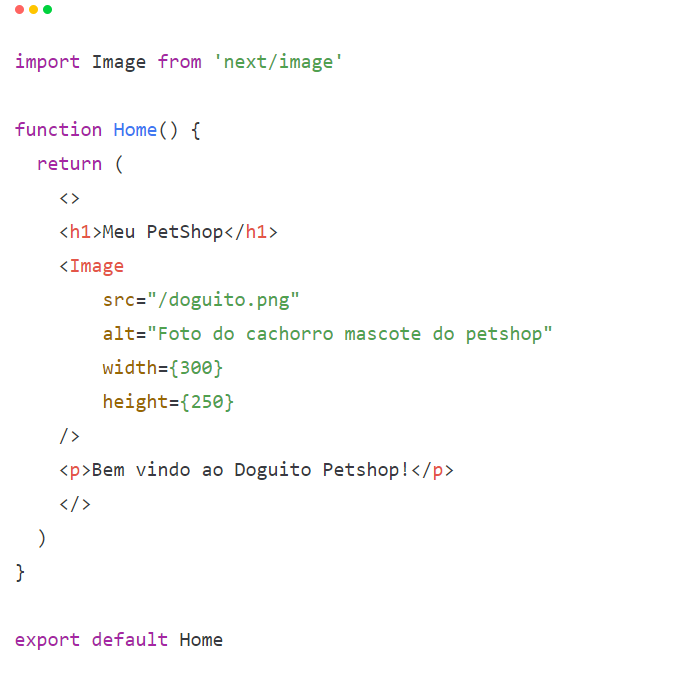 import Image from 'next/image'

function Home() {
  return (
    <>
    <h1>Meu PetShop</h1>
    <Image
        src="/doguito.png"
        alt="Foto do cachorro mascote do petshop"
        width={300}
        height={250}
    />
    <p>Bem vindo ao Doguito Petshop!</p>
    </>
  )
}

export default Home